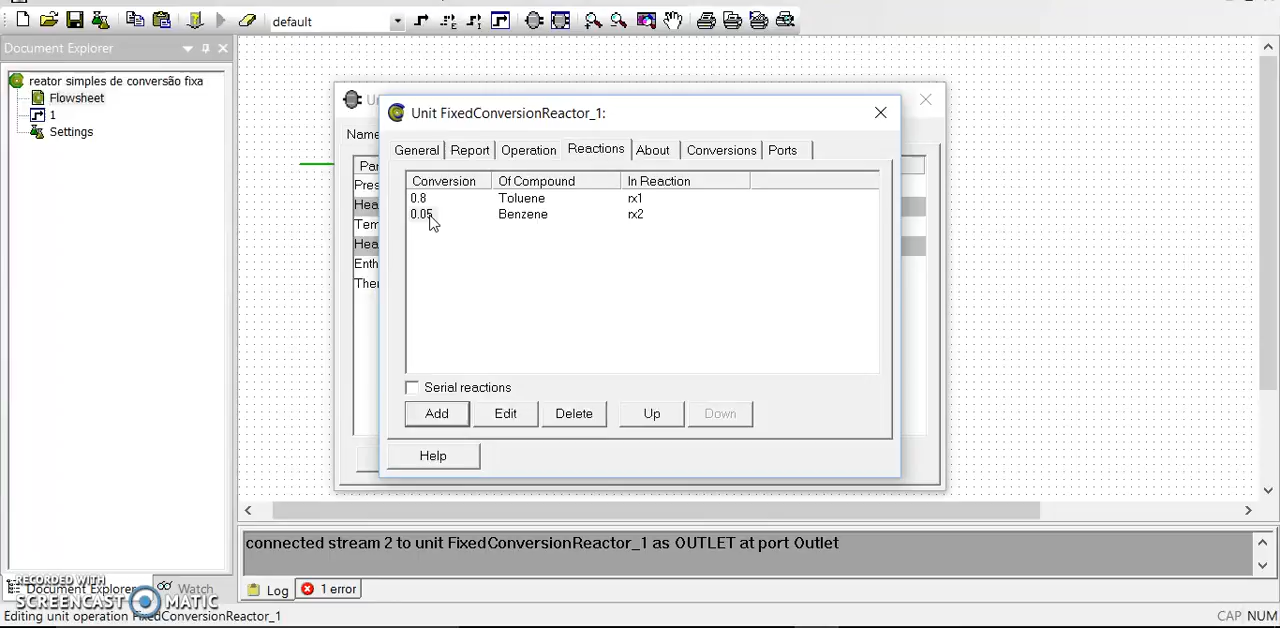 default
Document Explorer
reator simples de conversão fixa
Flowsheet
1
Settings
Name
Par
Pres
Hea
Tem
Hea
Enth
Ther
Unit FixedConversionReactor_1:
General
Report
Operation
Reactions
About
Conversions
Ports
Conversion Of Compound In Reaction
0.8 Toluene rx1
0.05 Benzene rx2
Serial reactions
Add
Edit
Delete
Up
Down
Help
connected stream 2 to unit FixedConversionReactor_1 as OUTLET at port Outlet
Document Explorer
Watch
Log
1 error
RECORDED WITH
SCREENCAST MATIC
Editing unit operation FixedConversionReactor_1
CAP NUM